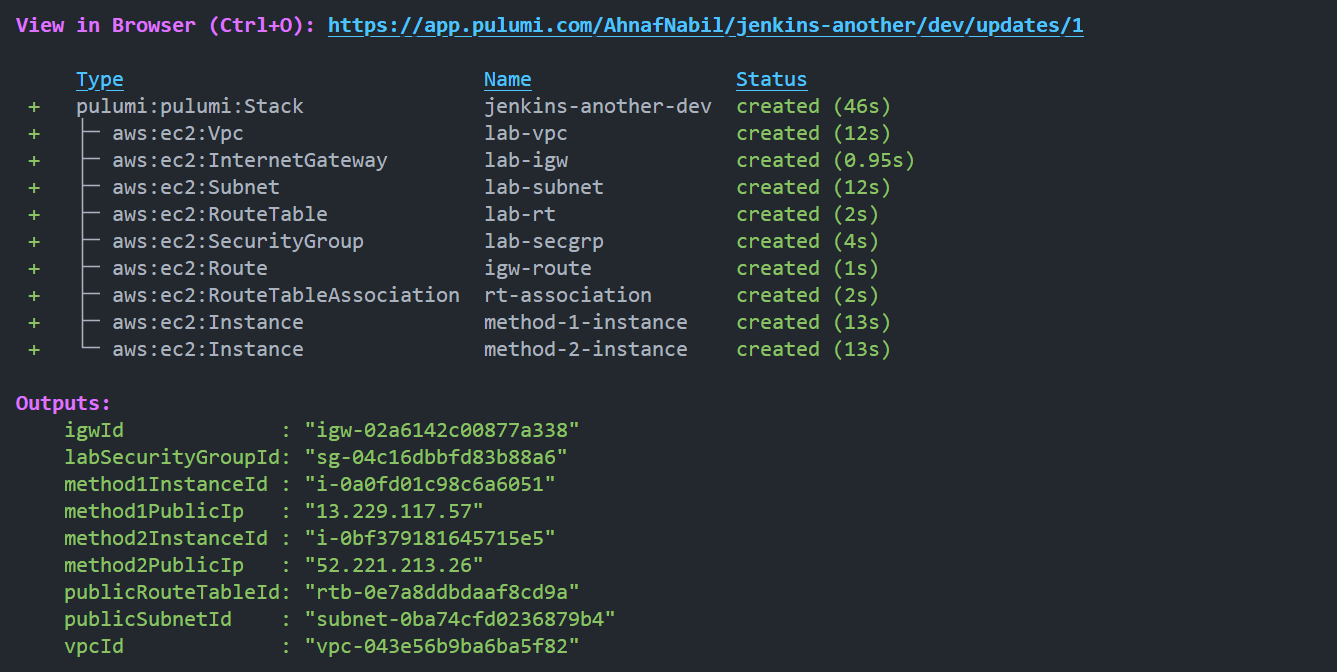 View in Browser (Ctrl+O): https://app.pulumi.com/AhnafNabil/jenkins-another/dev/updates/1
Type Name Status
+ pulumi:pulumi:Stack jenkins-another-dev created (46s)
+ ├─ aws:ec2:Vpc lab-vpc created (12s)
+ ├─ aws:ec2:InternetGateway lab-igw created (0.95s)
+ ├─ aws:ec2:Subnet lab-subnet created (12s)
+ ├─ aws:ec2:RouteTable lab-rt created (2s)
+ ├─ aws:ec2:SecurityGroup lab-secgrp created (4s)
+ ├─ aws:ec2:Route igw-route created (1s)
+ ├─ aws:ec2:RouteTableAssociation rt-association created (2s)
+ ├─ aws:ec2:Instance method-1-instance created (13s)
+ └─ aws:ec2:Instance method-2-instance created (13s)
Outputs:
igwId : "igw-02a6142c00877a338"
labSecurityGroupId: "sg-04c16dbbfd83b88a6"
method1InstanceId : "i-0a0fd01c98c6a6051"
method1PublicIp : "13.229.117.57"
method2InstanceId : "i-0bf379181645715e5"
method2PublicIp : "52.221.213.26"
publicRouteTableId: "rtb-0e7a8ddbdaaf8cd9a"
publicSubnetId : "subnet-0ba74cfd0236879b4"
vpcId : "vpc-043e56b9ba6ba5f82"